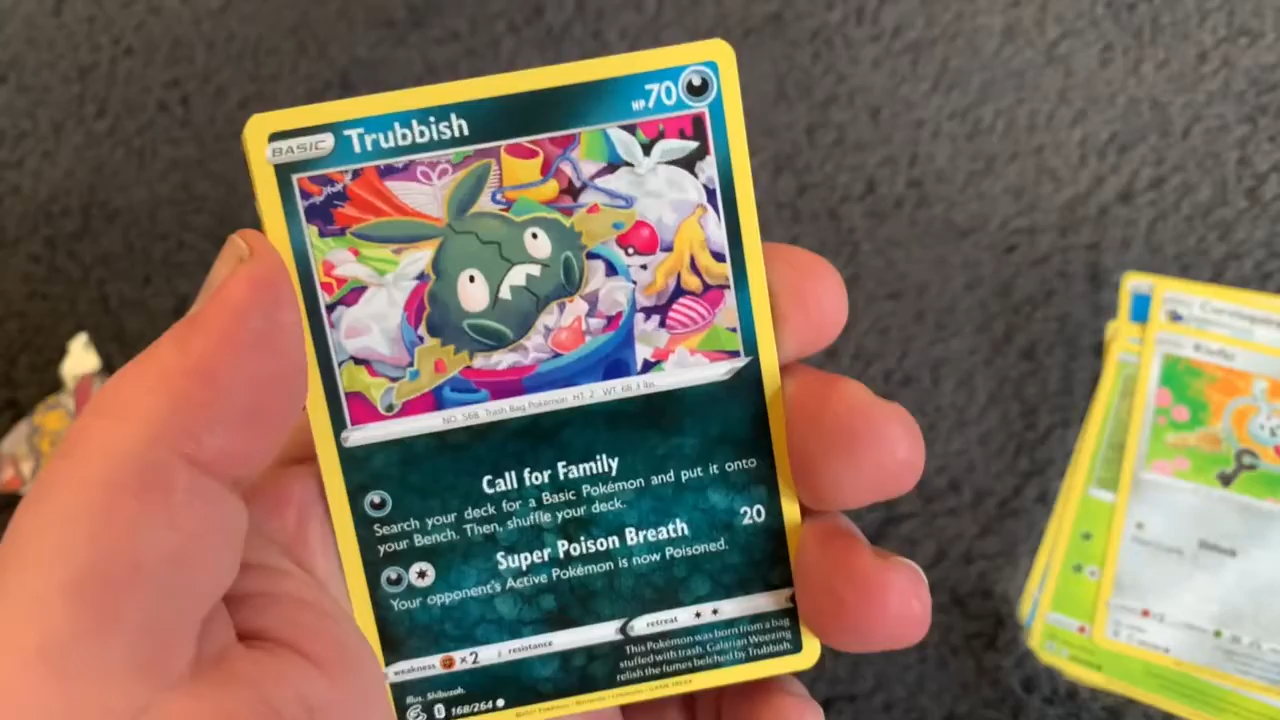 BASIC Trubbish HP 70
NO. 568 Trash Bag Pokémon HT: 2' WT: 68.3 lbs
Call for Family
Search your deck for a Basic Pokémon and put it onto
your Bench. Then, shuffle your deck.
Super Poison Breath 20
Your opponent's Active Pokémon is now Poisoned.
weakness ×2 resistance retreat
This Pokémon was born from a bag
stuffed with trash. Galarian Weezing
relish the fumes belched by Trubbish.
Illus. Shibuzoh.
168/264
Klefki